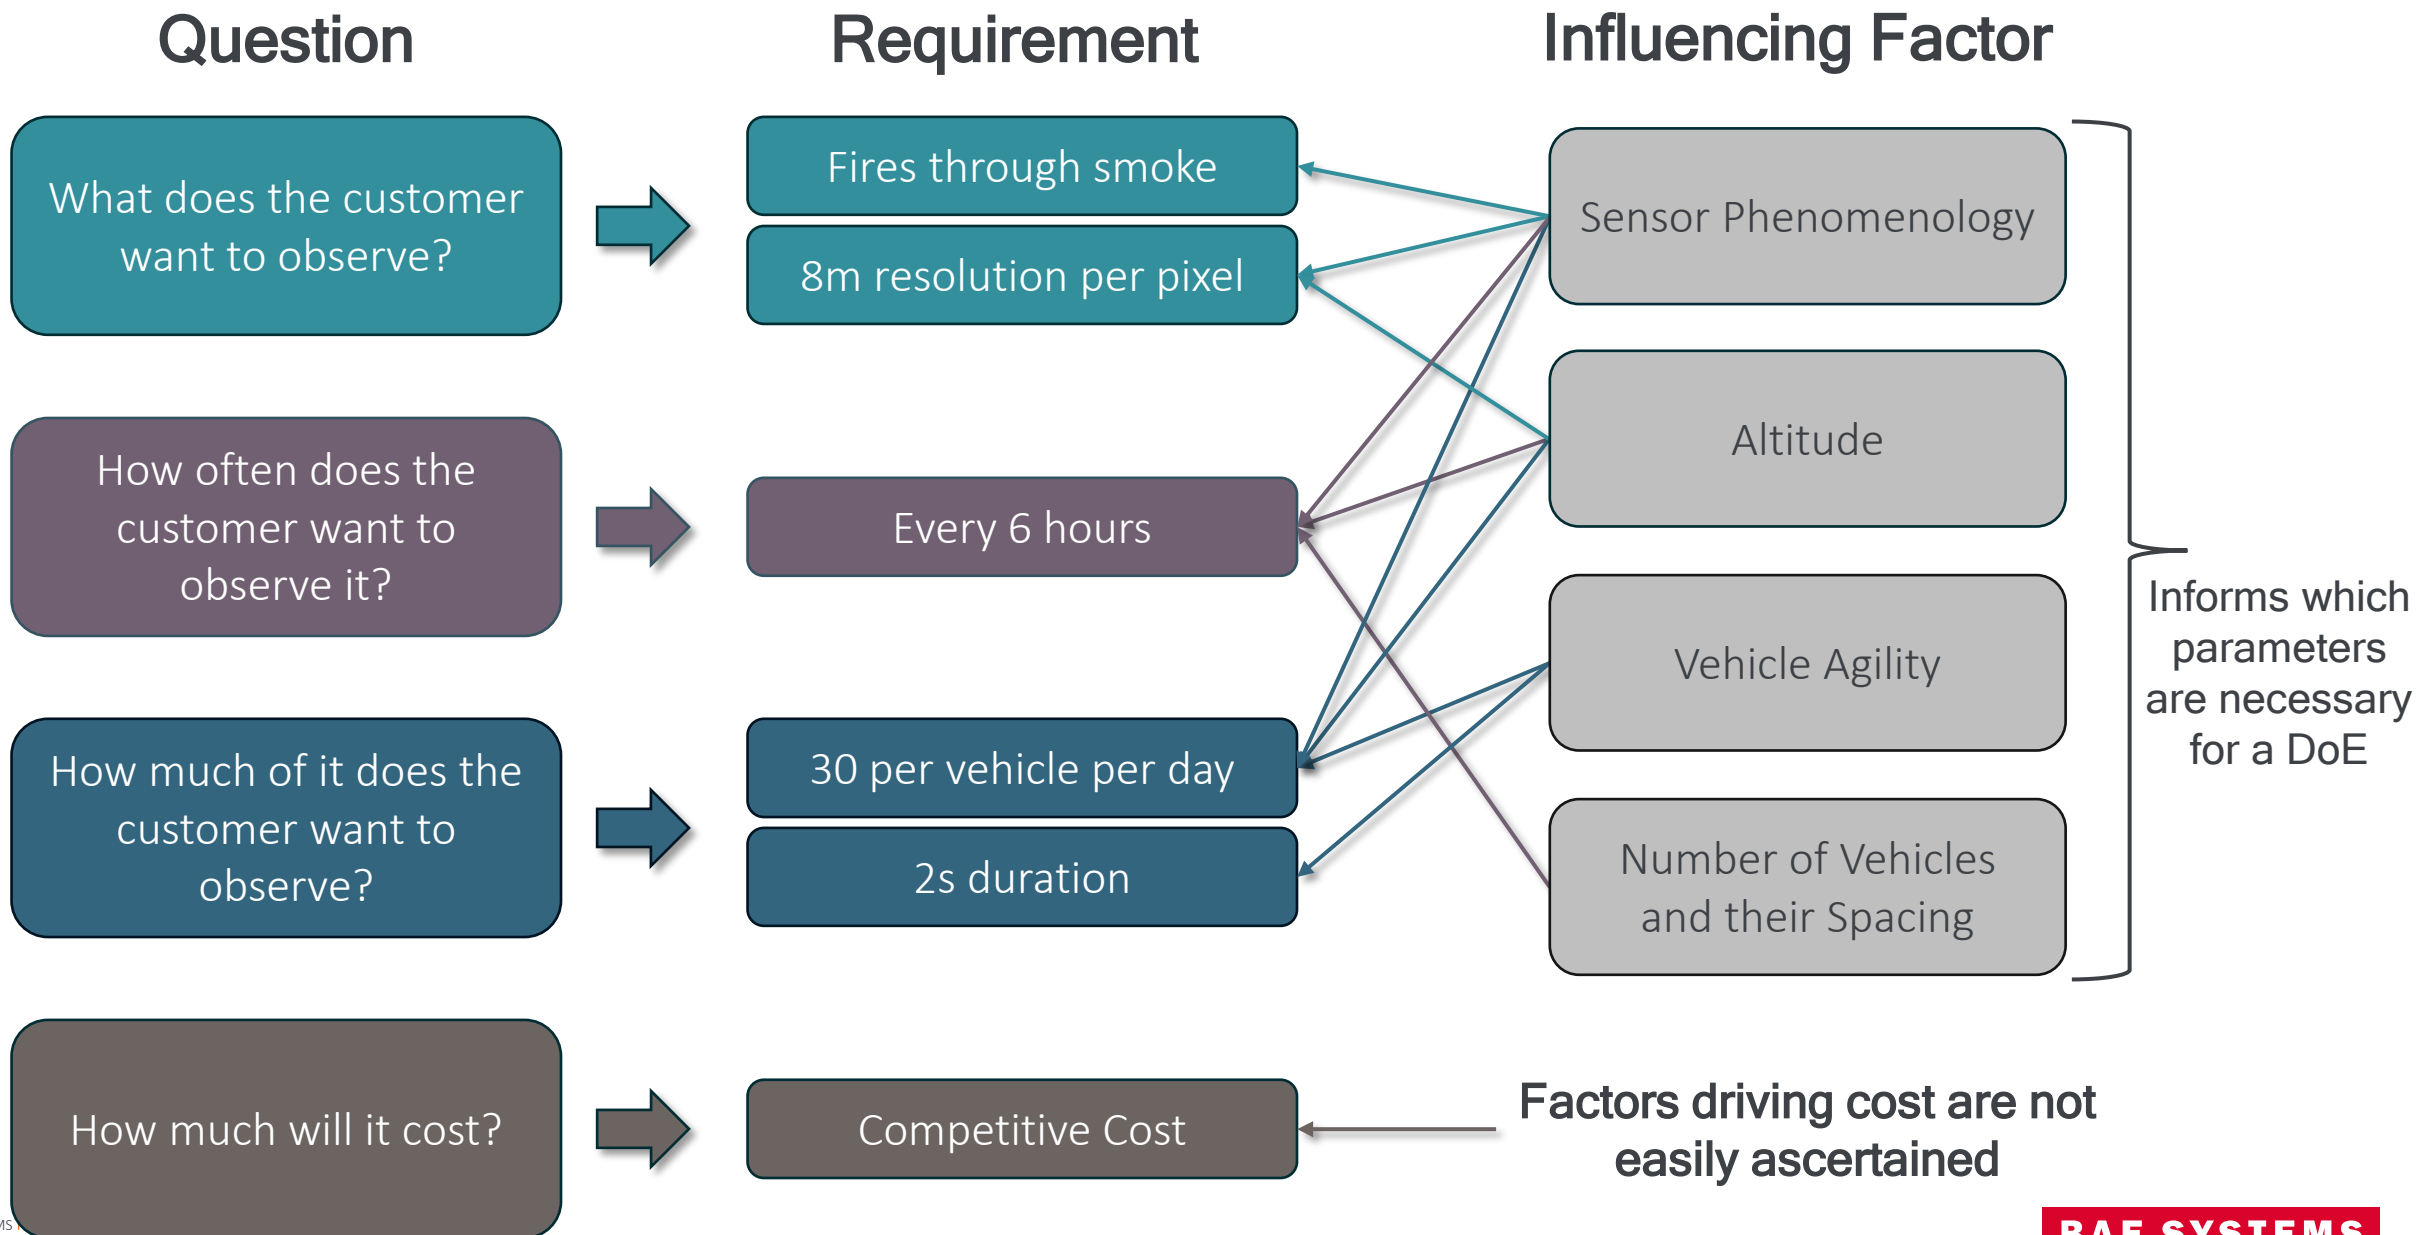 Question
Requirement
Influencing Factor
What does the customer
want to observe?
Fires through smoke
8m resolution per pixel
Sensor Phenomenology
Altitude
How often does the
customer want to
observe it?
Every 6 hours
Vehicle Agility
Informs which
parameters
are necessary
for a DoE
How much of it does the
customer want to
observe?
30 per vehicle per day
2s duration
Number of Vehicles
and their Spacing
How much will it cost?
Competitive Cost
Factors driving cost are not
easily ascertained
BAE SYSTEMS